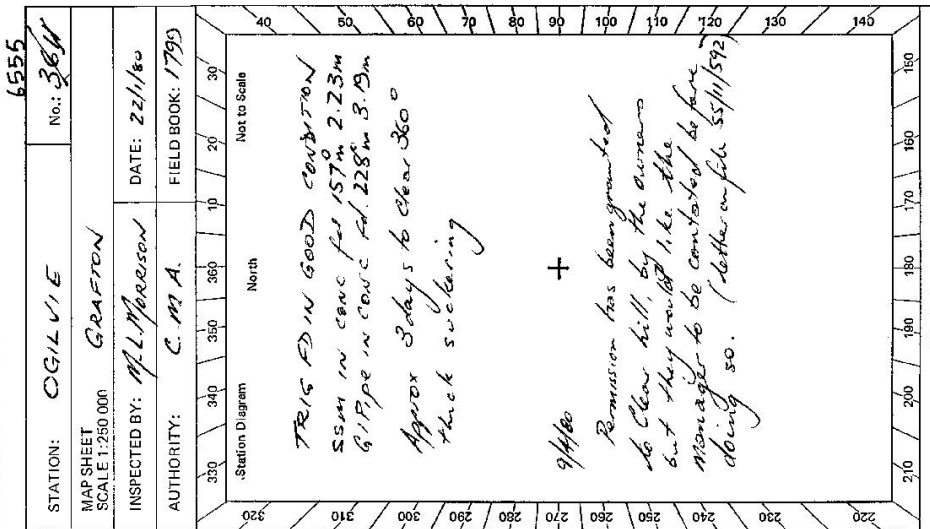 6555
STATION: OGILVIE No.: 364
MAP SHEET GRAFTON
SCALE 1:250 000
INSPECTED BY: M.L. MORRISON DATE: 22/1/80
AUTHORITY: C.M.A. FIELD BOOK: 1799
330 340 350 360 10 20 30
Station Diagram North Not to Scale
TRIG FD IN GOOD CONDITION
SSM IN CONC fd 157° m 2.23m
GI Pipe IN CONC Fd. 228° m 3.19m
Approx 3 days to Clear 360°
thick suckering
9/4/80
Permission has been granted
to Clear hill, by the owners
but they would like the
Manager to be contacted before
doing so. (letter on file 55/11/592)
320 310 300 290 280 270 260 250 240 230 220
40 50 60 70 80 90 100 110 120 130 140
210 200 190 180 170 160 150